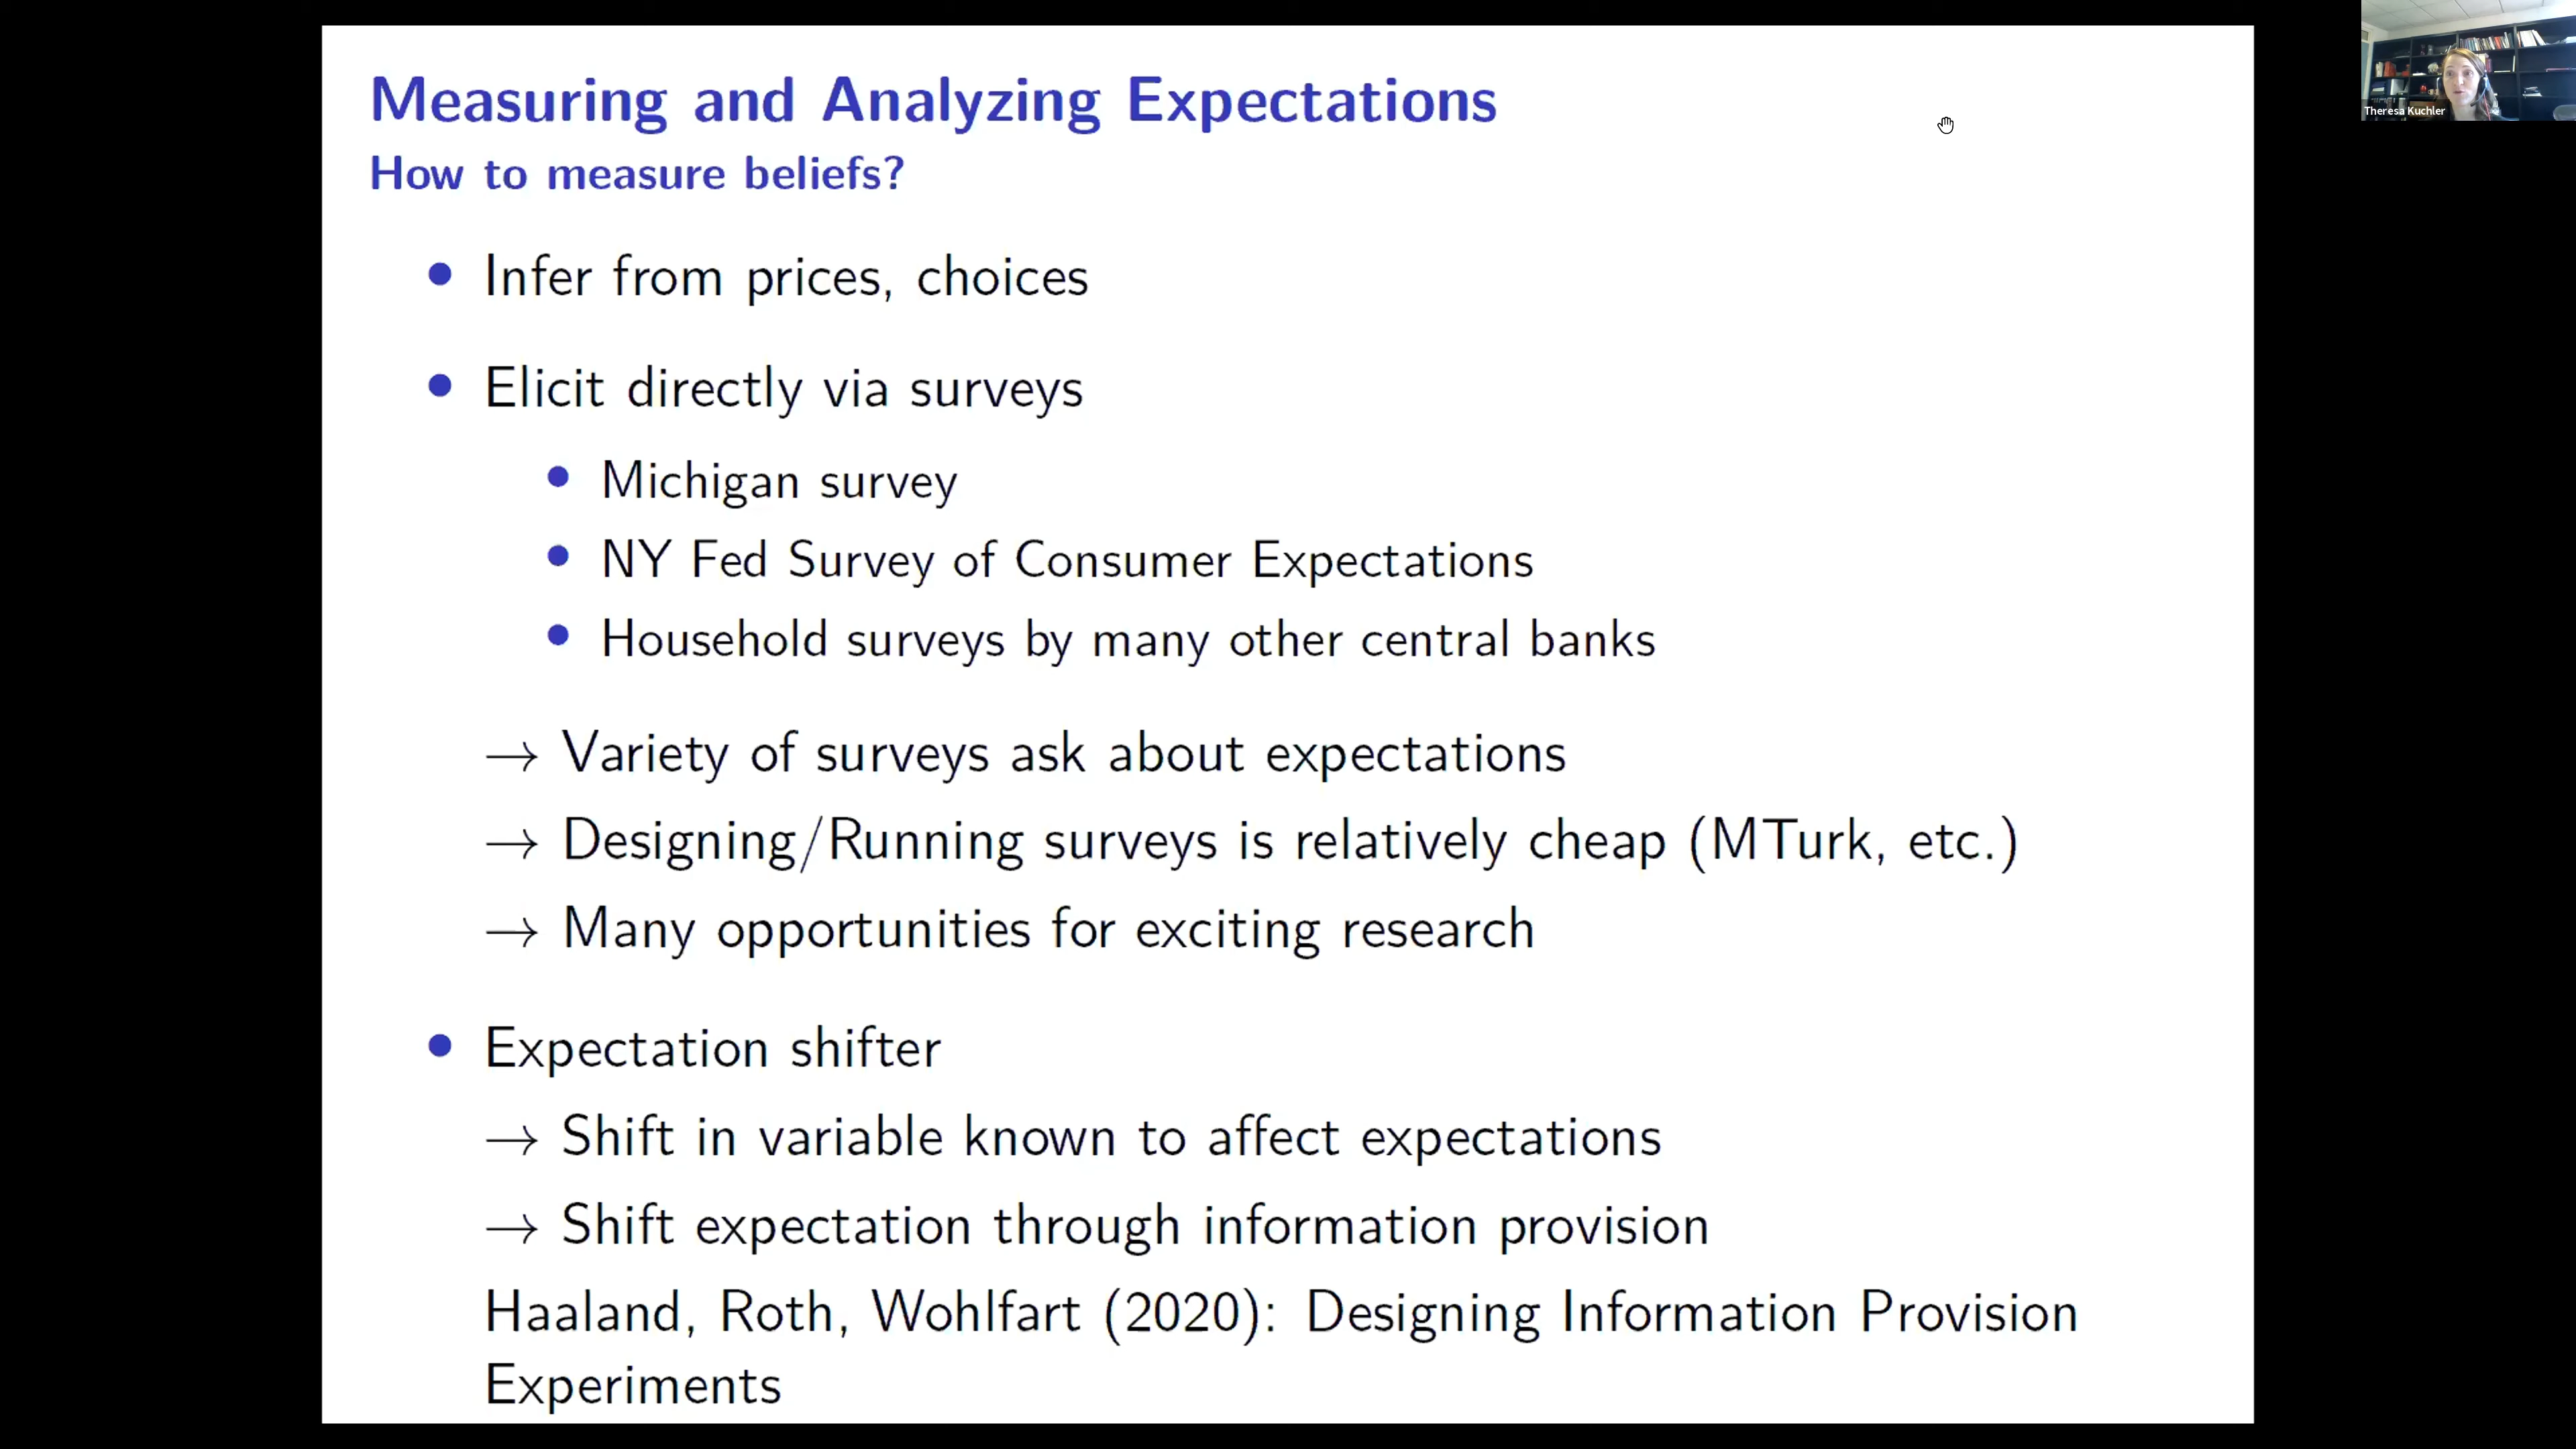 Measuring and Analyzing Expectations
How to measure beliefs?
• Infer from prices, choices
• Elicit directly via surveys
• Michigan survey
• NY Fed Survey of Consumer Expectations
• Household surveys by many other central banks
→ Variety of surveys ask about expectations
→ Designing/Running surveys is relatively cheap (MTurk, etc.)
→ Many opportunities for exciting research
• Expectation shifter
→ Shift in variable known to affect expectations
→ Shift expectation through information provision
Haaland, Roth, Wohlfart (2020): Designing Information Provision
Experiments
Theresa Kuchler